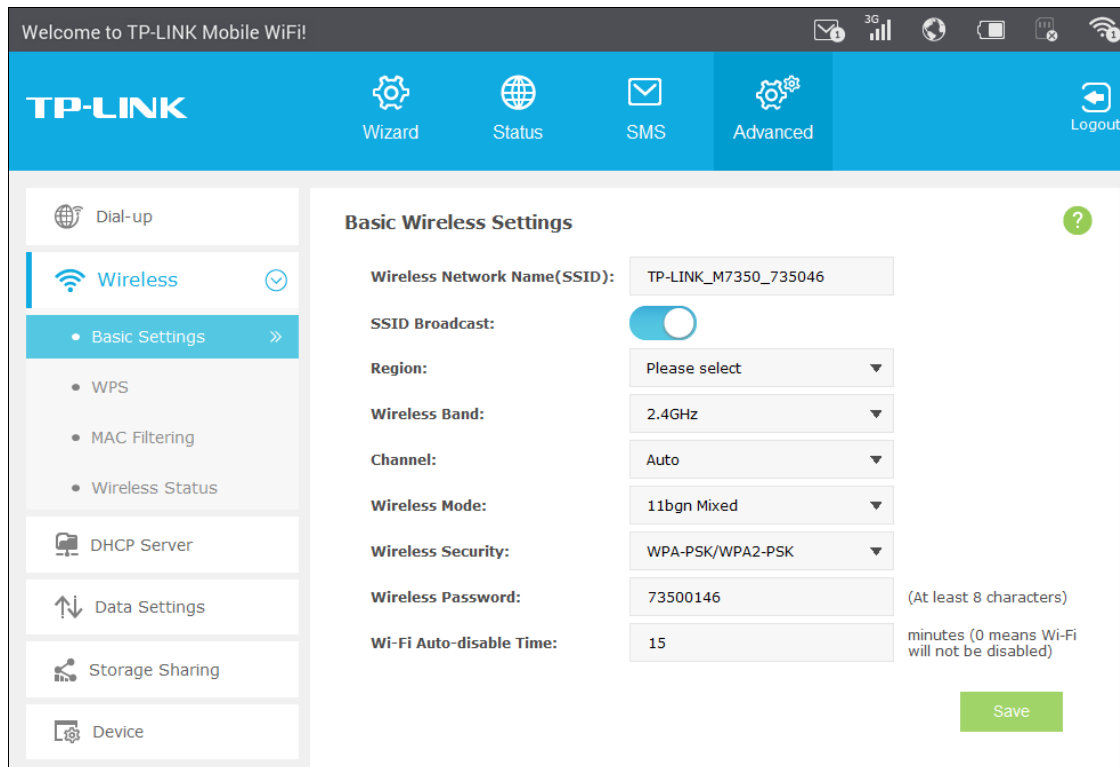 Welcome to TP-LINK Mobile WiFi!
1
3G
1
TP-LINK
Wizard
Status
SMS
Advanced
Logout
Dial-up
Wireless
Basic Settings
WPS
MAC Filtering
Wireless Status
DHCP Server
Data Settings
Storage Sharing
Device
Basic Wireless Settings
?
Wireless Network Name(SSID): TP-LINK_M7350_735046
SSID Broadcast:
Region: Please select
Wireless Band: 2.4GHz
Channel: Auto
Wireless Mode: 11bgn Mixed
Wireless Security: WPA-PSK/WPA2-PSK
Wireless Password: 73500146 (At least 8 characters)
Wi-Fi Auto-disable Time: 15 minutes (0 means Wi-Fi
will not be disabled)
Save